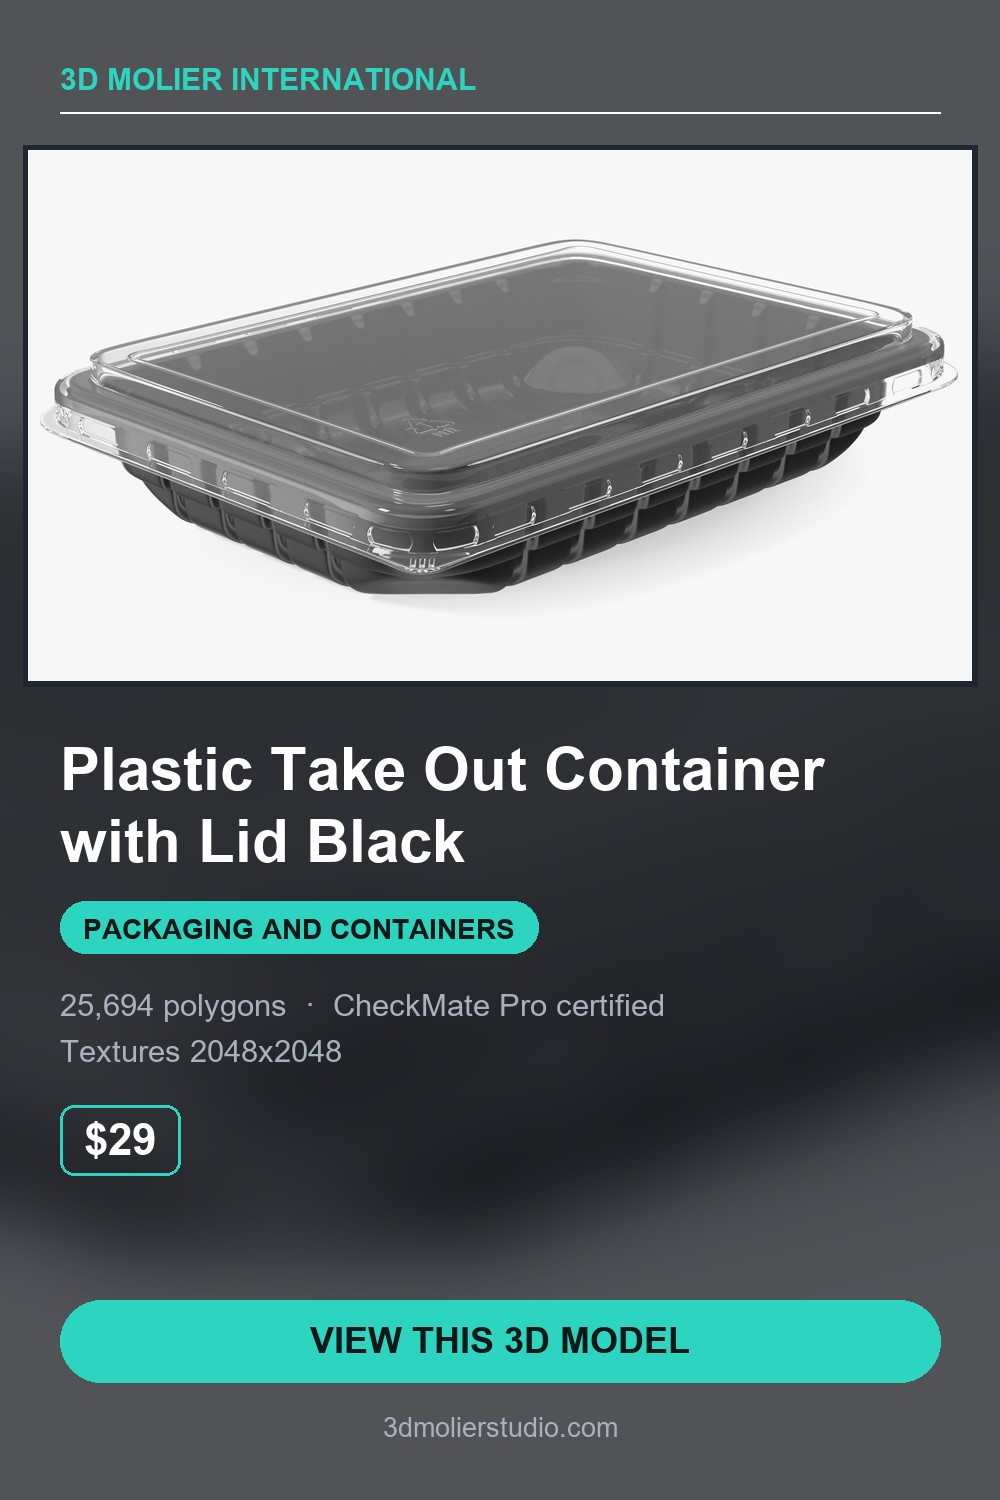 3D MOLIER INTERNATIONAL
Plastic Take Out Container
with Lid Black
PACKAGING AND CONTAINERS
25,694 polygons · CheckMate Pro certified
Textures 2048x2048
$29
VIEW THIS 3D MODEL
3dmolierstudio.com